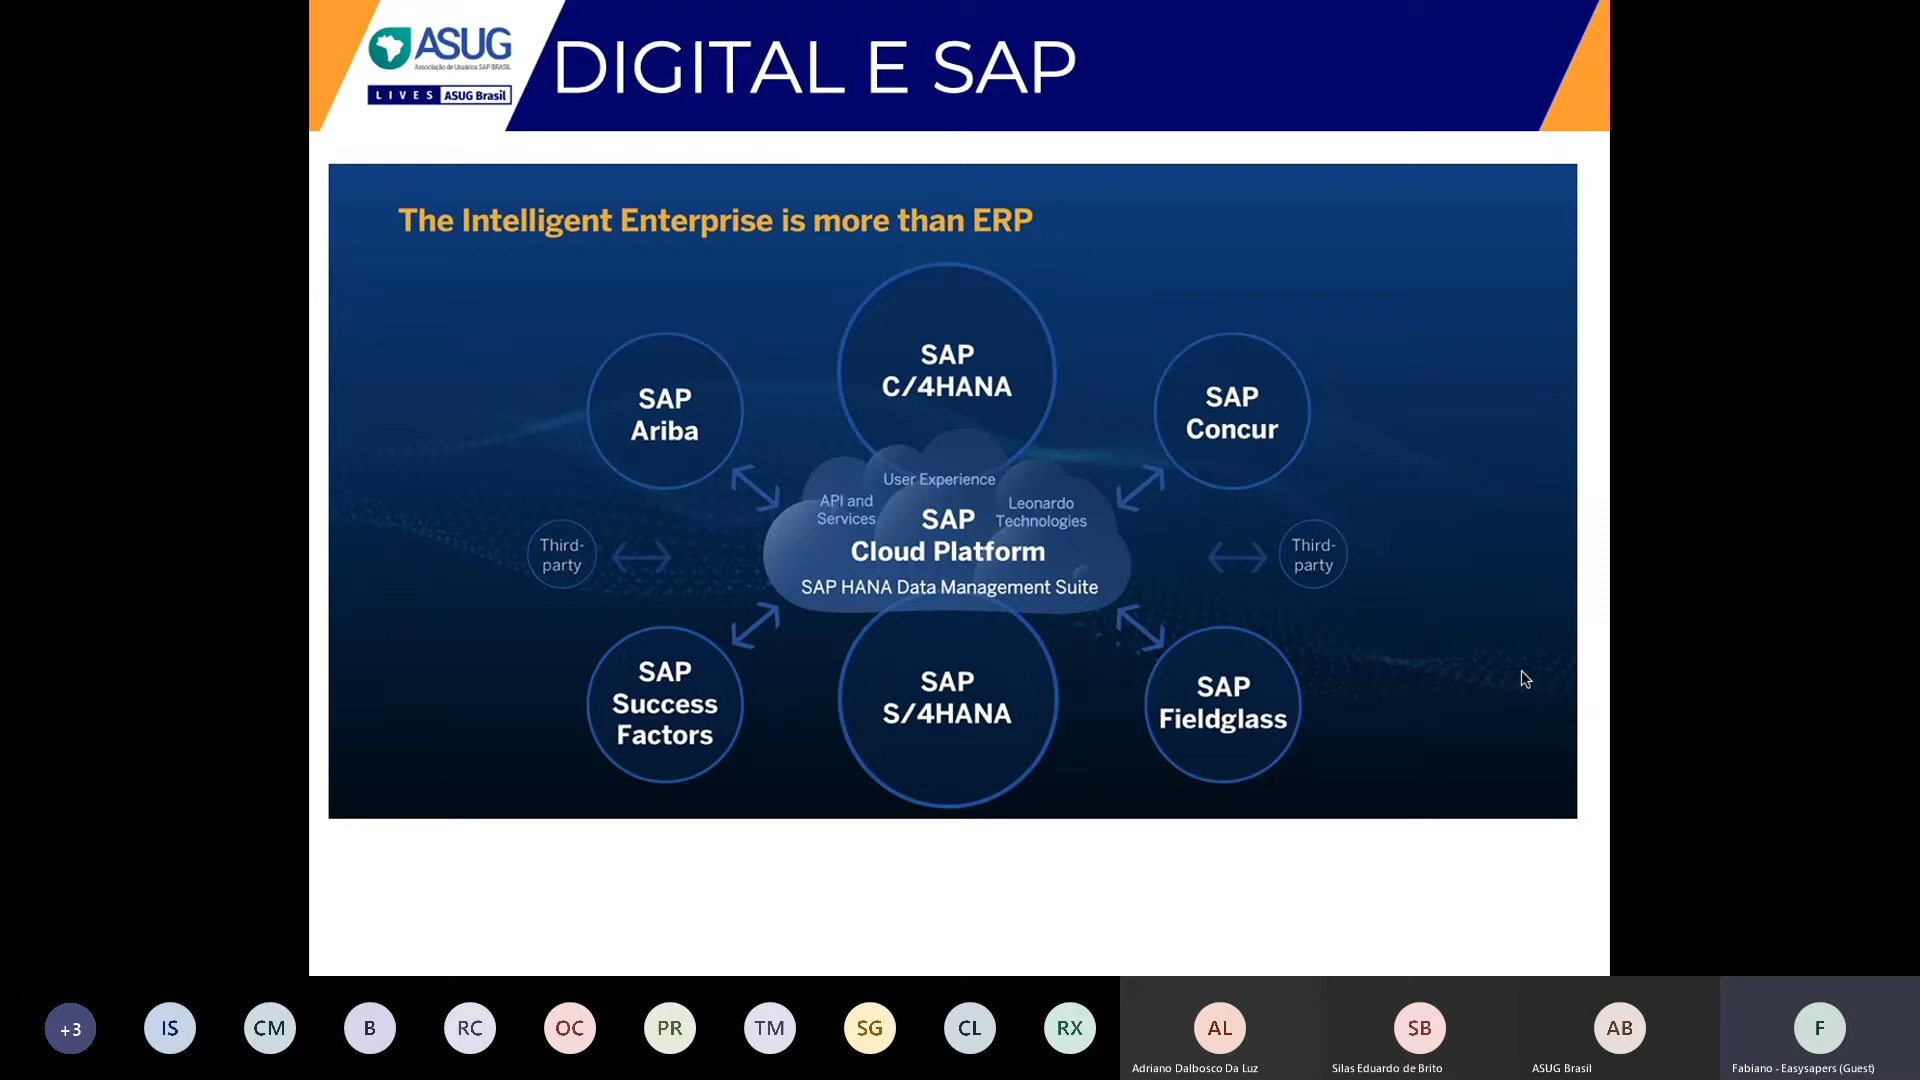 ASUG
Associação de Usuários SAP BRASIL
LIVES ASUG Brasil
DIGITAL E SAP
The Intelligent Enterprise is more than ERP
SAP
C/4HANA
SAP
Ariba
SAP
Concur
User Experience
API and
Services
Leonardo
Technologies
SAP
Cloud Platform
SAP HANA Data Management Suite
Third-
party
Third-
party
SAP
Success
Factors
SAP
S/4HANA
SAP
Fieldglass
+3
IS
CM
B
RC
OC
PR
TM
SG
CL
RX
AL
Adriano Dalbosco Da Luz
SB
Silas Eduardo de Brito
AB
ASUG Brasil
F
Fabiano - Easysapers (Guest)